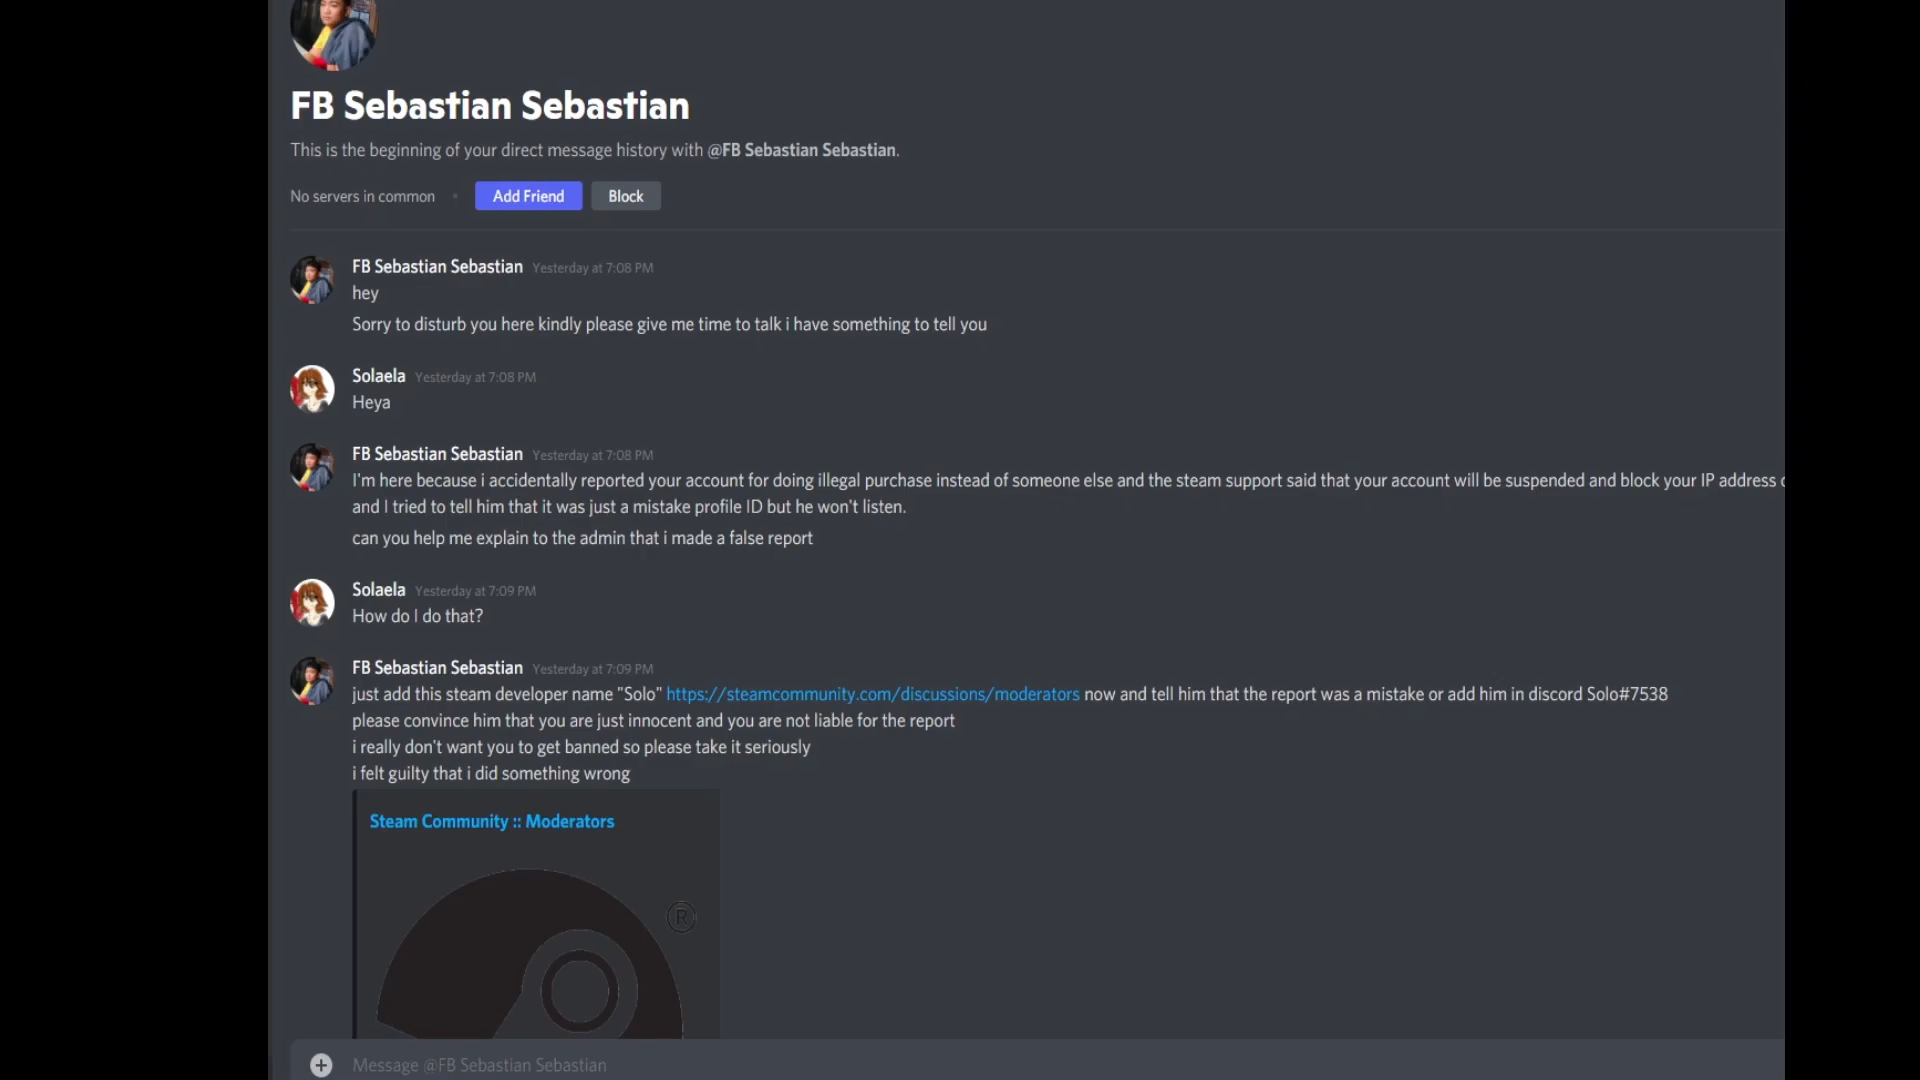 FB Sebastian Sebastian
This is the beginning of your direct message history with @FB Sebastian Sebastian.
No servers in common • Add Friend Block
FB Sebastian Sebastian Yesterday at 7:08 PM
hey
Sorry to disturb you here kindly please give me time to talk i have something to tell you
Solaela Yesterday at 7:08 PM
Heya
FB Sebastian Sebastian Yesterday at 7:08 PM
I'm here because i accidentally reported your account for doing illegal purchase instead of someone else and the steam support said that your account will be suspended and block your IP address
and I tried to tell him that it was just a mistake profile ID but he won't listen.
can you help me explain to the admin that i made a false report
Solaela Yesterday at 7:09 PM
How do I do that?
FB Sebastian Sebastian Yesterday at 7:09 PM
just add this steam developer name "Solo" https://steamcommunity.com/discussions/moderators now and tell him that the report was a mistake or add him in discord Solo#7538
please convince him that you are just innocent and you are not liable for the report
i really don't want you to get banned so please take it seriously
i felt guilty that i did something wrong
Steam Community :: Moderators
®
Message @FB Sebastian Sebastian